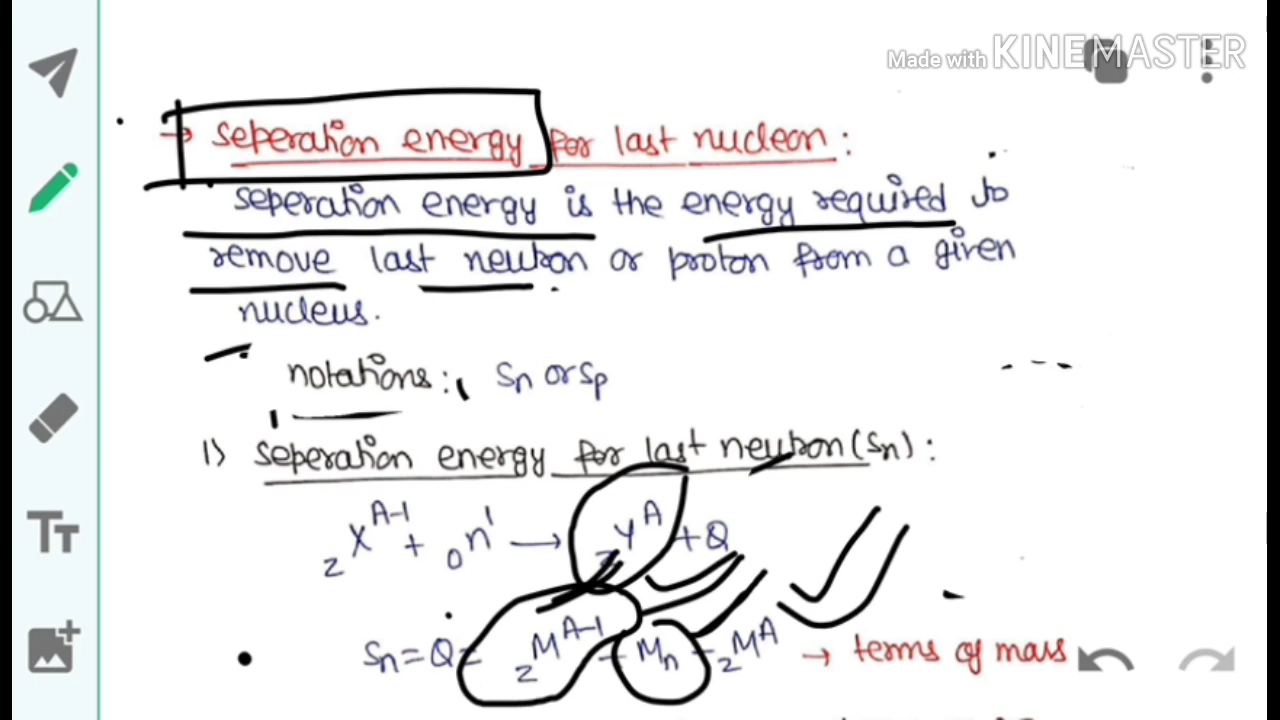 Made with KINEMASTER
→ seperation energy for last nucleon :
seperation energy is the energy required to
remove last neutron or proton from a given
nucleus.
notations : Sn or Sp
1) seperation energy for last neutron (Sn) :
zX^A-1 + 0n^1 → zY^A + Q
Sn = Q = zM^A-1 + Mn - zM^A → terms of mass
TT